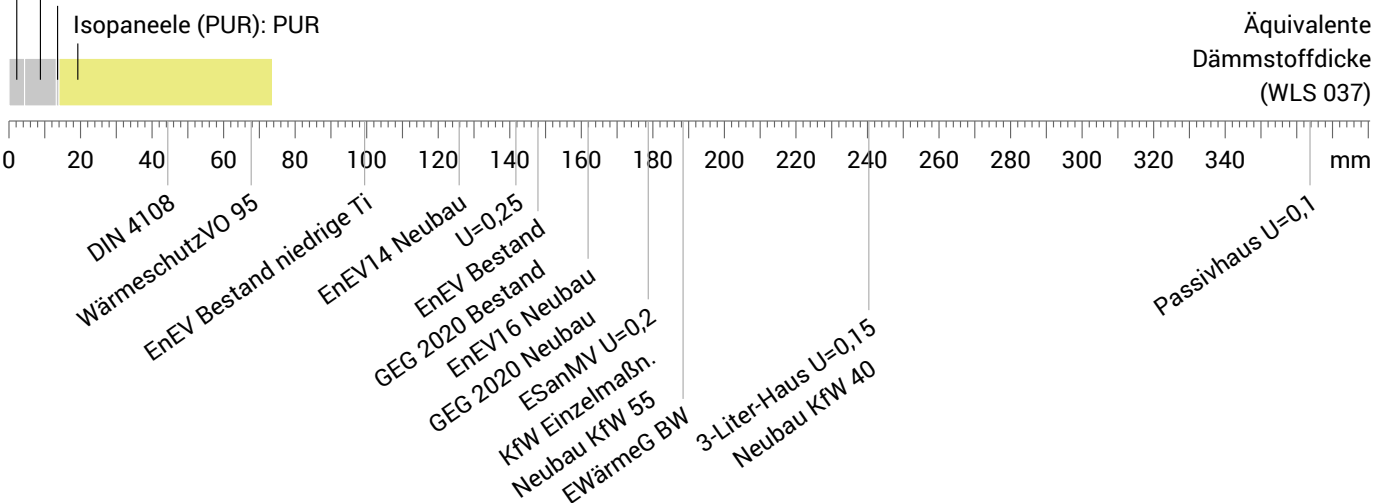 Isopaneele (PUR): PUR
Äquivalente
Dämmstoffdicke
(WLS 037)
0 20 40 60 80 100 120 140 160 180 200 220 240 260 280 300 320 340 mm
DIN 4108
WärmeschutzVO 95
EnEV Bestand niedrige Ti
EnEV14 Neubau
U=0,25
EnEV Bestand
GEG 2020 Bestand
EnEV16 Neubau
GEG 2020 Neubau
ESanMV U=0,2
KfW Einzelmaßn.
Neubau KfW 55
EWärmeG BW
3-Liter-Haus U=0,15
Neubau KfW 40
Passivhaus U=0,1